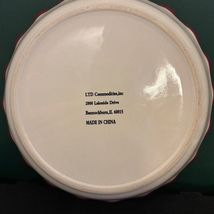 LTD Commodities,inc
2800 Lakeside Drive
Bannockburn,IL 60015
MADE IN CHINA